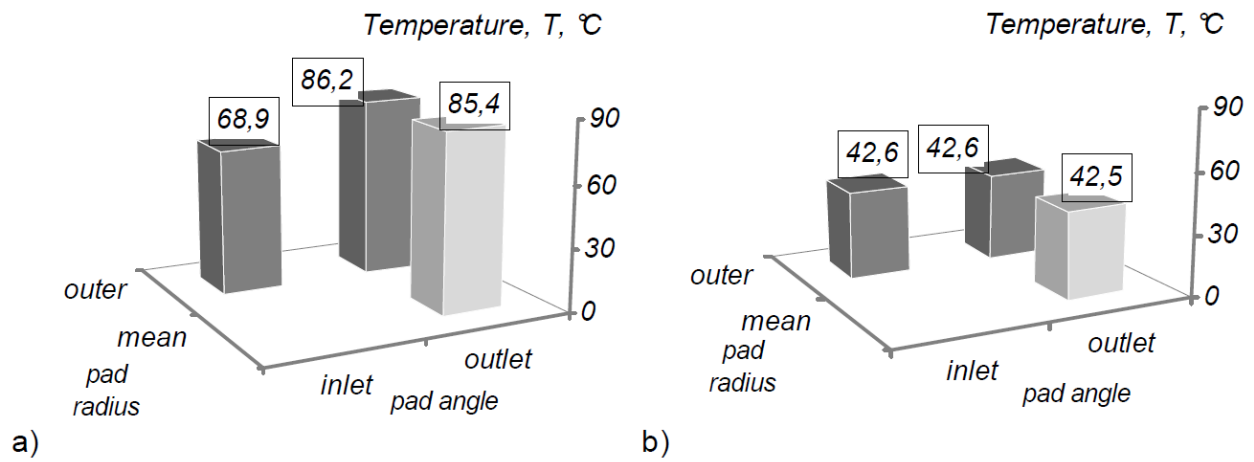 Temperature, T, °C
86,2
85,4
68,9
90
60
30
0
outer
mean
pad
radius
inlet
outlet
pad angle
a)
Temperature, T, °C
42,6
42,6
42,5
90
60
30
0
outer
mean
pad
radius
inlet
outlet
pad angle
b)